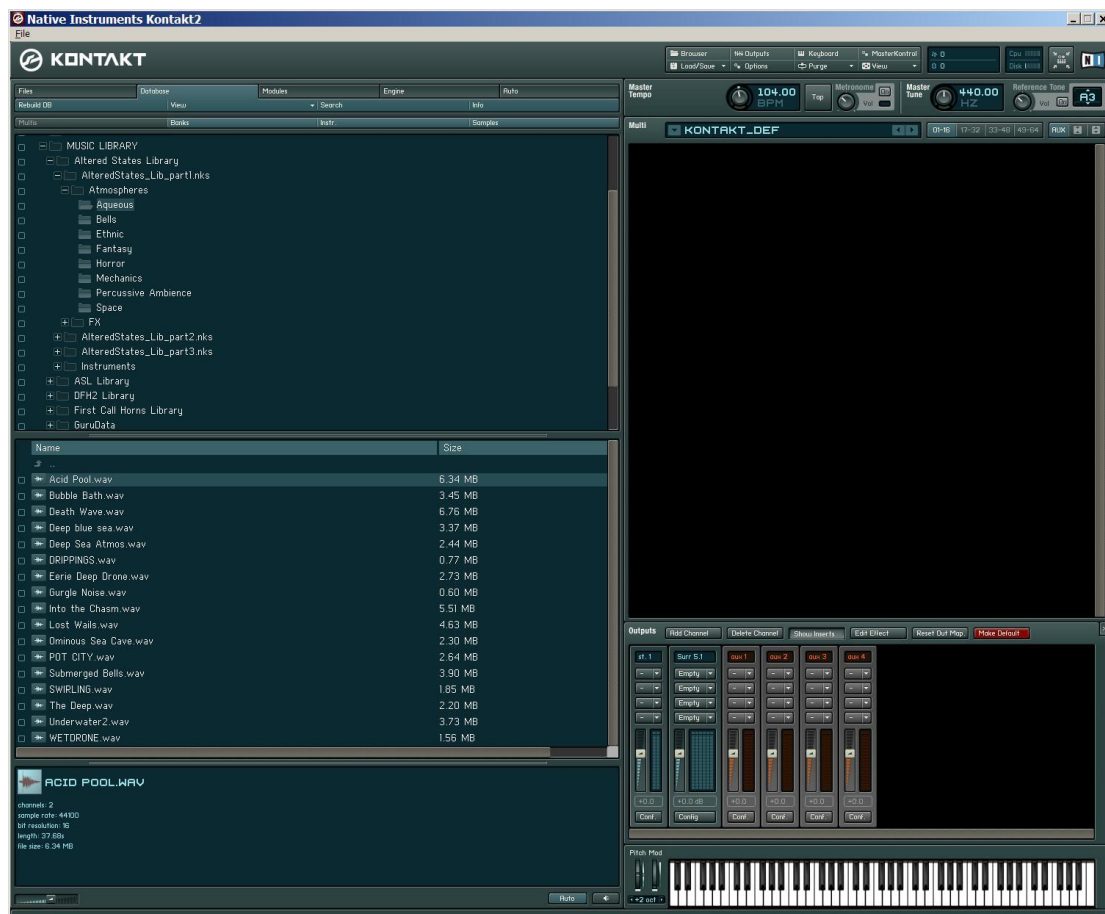 Native Instruments Kontakt2
File
KONTAKT
Browser Outputs Keyboard MasterKontrol 0 Cpu
Load/Save Options Purge View 0 0 Disk NI
Files Database Modules Engine Auto
Rebuild DB View Search Info
Multis Banks Instr. Samples
Master Tempo 104.00 BPM Tap Metronome On Vol Master Tune 440.00 HZ Reference Tone Vol On A3
Multi KONTAKT_DEF 01-16 17-32 33-48 49-64 AUX
MUSIC LIBRARY
Altered States Library
AlteredStates_Lib_part1.nks
Atmospheres
Aqueous
Bells
Ethnic
Fantasy
Horror
Mechanics
Percussive Ambience
Space
FX
AlteredStates_Lib_part2.nks
AlteredStates_Lib_part3.nks
Instruments
ASL Library
DFH2 Library
First Call Horns Library
GuruData
Name Size
..
Acid Pool.wav 6.34 MB
Bubble Bath.wav 3.45 MB
Death Wave.wav 6.76 MB
Deep blue sea.wav 3.37 MB
Deep Sea Atmos.wav 2.44 MB
DRIPPINGS.wav 0.77 MB
Eerie Deep Drone.wav 2.73 MB
Gurgle Noise.wav 0.60 MB
Into the Chasm.wav 5.51 MB
Lost Wails.wav 4.63 MB
Ominous Sea Cave.wav 2.30 MB
POT CITY.wav 2.64 MB
Submerged Bells.wav 3.90 MB
SWIRLING.wav 1.85 MB
The Deep.wav 2.20 MB
Underwater2.wav 3.73 MB
WETDRONE.wav 1.56 MB
ACID POOL.WAV
channels: 2
sample rate: 44100
bit resolution: 16
length: 37.68s
file size: 6.34 MB
Auto
Outputs Add Channel Delete Channel Show Inserts Edit Effect Reset Out Map. Make Default
st. 1 Surr 5.1 aux 1 aux 2 aux 3 aux 4
- Empty - - - -
- Empty - - - -
- Empty - - - -
- Empty - - - -
+0.0 +0.0 dB +0.0 +0.0 +0.0 +0.0
Conf. Config Conf. Conf. Conf. Conf.
Pitch Mod
+2 oct